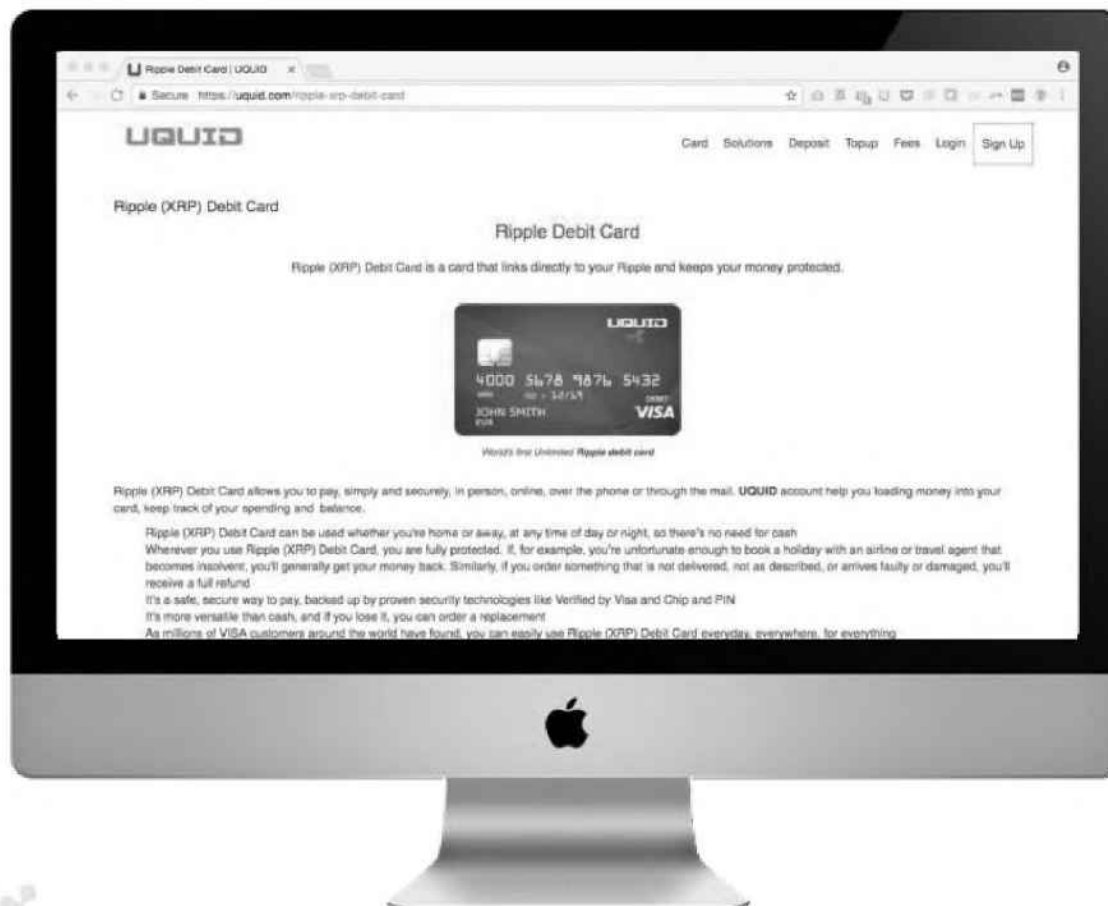 Ripple Debit Card | UQUID
Secure https://uquid.com/ripple-xrp-debit-card
UQUID
Card Solutions Deposit Topup Fees Login Sign Up
Ripple (XRP) Debit Card
Ripple Debit Card
Ripple (XRP) Debit Card is a card that links directly to your Ripple and keeps your money protected.
UQUID
4000 5678 9876 5432
12/19
JOHN SMITH
DEBIT
VISA
World's first Unlimited Ripple debit card
Ripple (XRP) Debit Card allows you to pay, simply and securely, in person, online, over the phone or through the mail. UQUID account help you loading money into your
card, keep track of your spending and balance.
Ripple (XRP) Debit Card can be used whether you're home or away, at any time of day or night, so there's no need for cash
Wherever you use Ripple (XRP) Debit Card, you are fully protected. If, for example, you're unfortunate enough to book a holiday with an airline or travel agent that
becomes insolvent, you'll generally get your money back. Similarly, if you order something that is not delivered, not as described, or arrives faulty or damaged, you'll
receive a full refund
It's a safe, secure way to pay, backed up by proven security technologies like Verified by Visa and Chip and PIN
It's more versatile than cash, and if you lose it, you can order a replacement
As millions of VISA customers around the world have found, you can easily use Ripple (XRP) Debit Card everyday, everywhere, for everything